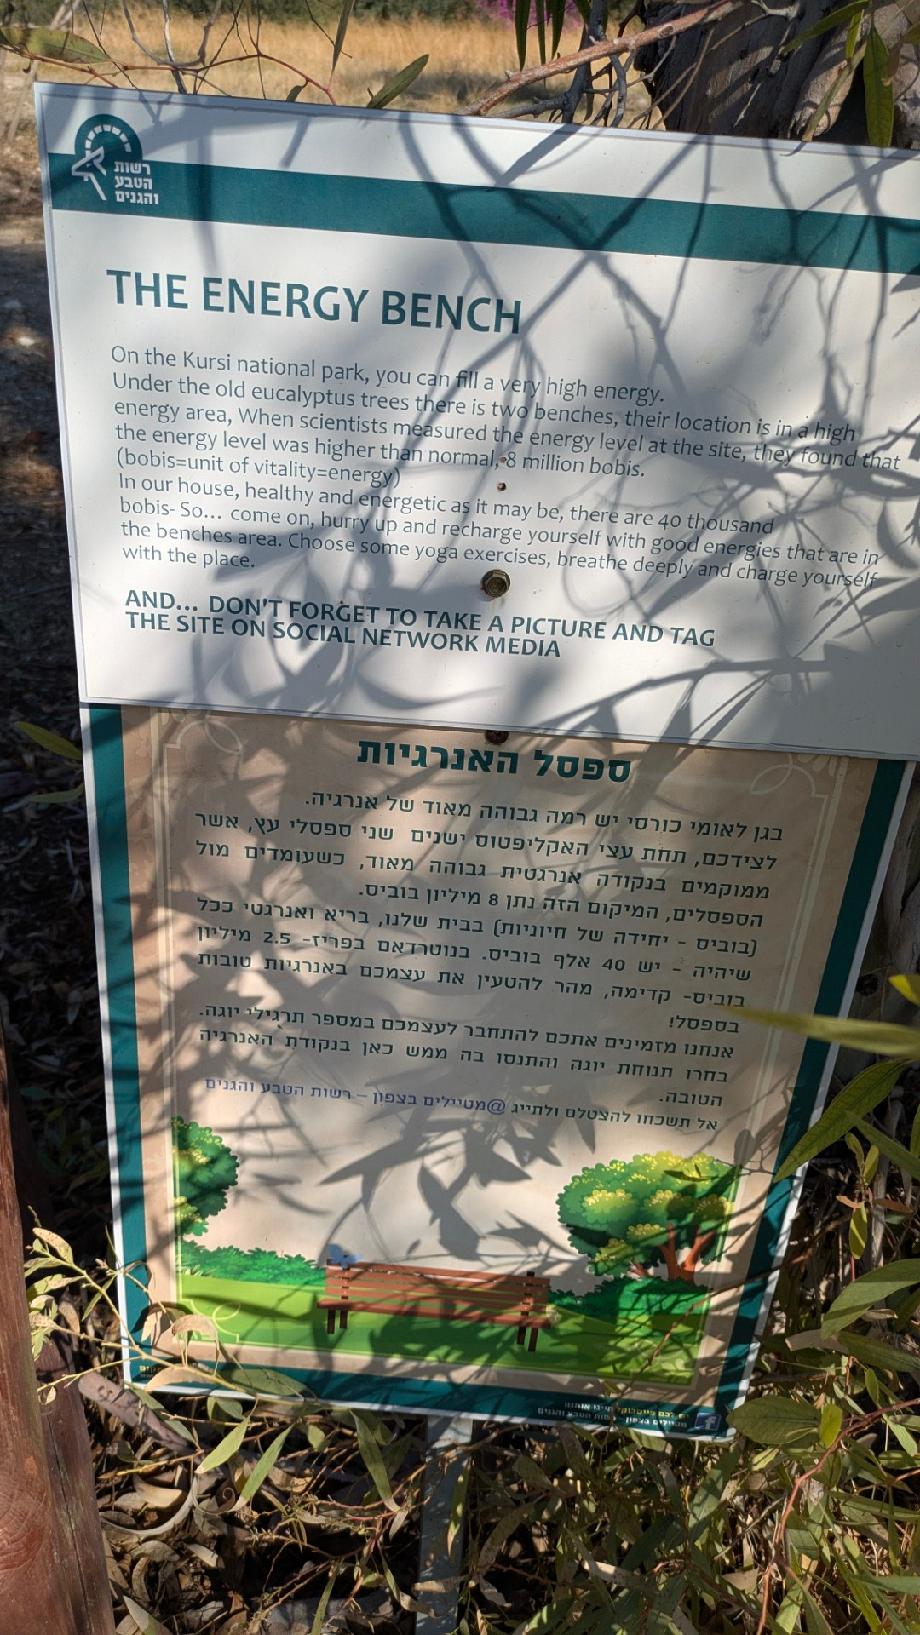 רשות
הטבע
והגנים
THE ENERGY BENCH
On the Kursi national park, you can fill a very high energy.
Under the old eucalyptus trees there is two benches, their location is in a high
energy area, When scientists measured the energy level at the site, they found that
the energy level was higher than normal, 8 million bobis.
(bobis=unit of vitality=energy)
In our house, healthy and energetic as it may be, there are 40 thousand
bobis- So... come on, hurry up and recharge yourself with good energies that are in
the benches area. Choose some yoga exercises, breathe deeply and charge yourself
with the place.
AND... DON'T FORGET TO TAKE A PICTURE AND TAG
THE SITE ON SOCIAL NETWORK MEDIA
ספסל האנרגיות
בגן לאומי כורסי יש רמה גבוהה מאוד של אנרגיה.
לצידכם, תחת עצי האקליפטוס ישנים שני ספסלי עץ, אשר
ממוקמים בנקודה אנרגטית גבוהה מאוד, כשעומדים מול
הספסלים, המיקום הזה נתן 8 מיליון בוביס.
(בוביס - יחידה של חיוניות) בבית שלנו, בריא ואנרגטי ככל
שיהיה - יש 40 אלף בוביס. בנוטרדאם בפריז- 2.5 מיליון
בוביס- קדימה, מהר להטעין את עצמכם באנרגיות טובות
בספסל!
אנחנו מזמינים אתכם להתחבר לעצמכם במספר תרגילי יוגה.
בחרו תנוחת יוגה והתנסו בה ממש כאן בנקודת האנרגיה
הטובה.
אל תשכחו להצטלם ולתייג @מטיילים בצפון – רשות הטבע והגנים
מטיילים בצפון - רשות הטבע והגנים